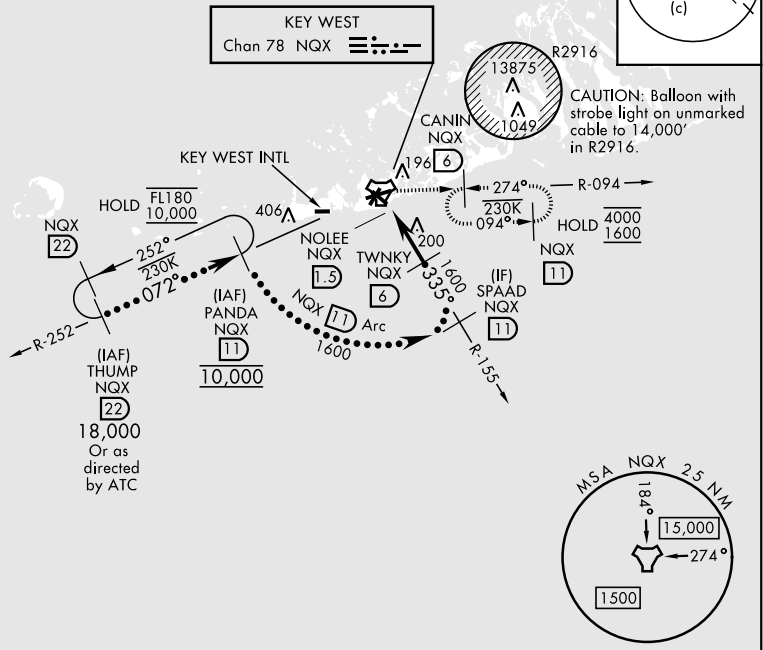 (c)
KEY WEST
Chan 78 NQX
R2916
13875
1049
CAUTION: Balloon with
strobe light on unmarked
cable to 14,000'
in R2916.
CANIN
NQX
6
196
KEY WEST INTL
274°
R-094
230K
094°
HOLD
4000
1600
NQX
11
HOLD
FL180
10,000
406
NQX
22
252°
230K
072°
NOLEE
NQX
1.5
200
TWNKY
NQX
6
1600
335°
(IF)
SPAAD
NQX
11
R-155
(IAF)
PANDA
NQX
11
10,000
NQX 11 Arc
1600
R-252
(IAF)
THUMP
NQX
22
18,000
Or as
directed
by ATC
MSA NQX 25 NM
184°
15,000
274°
1500